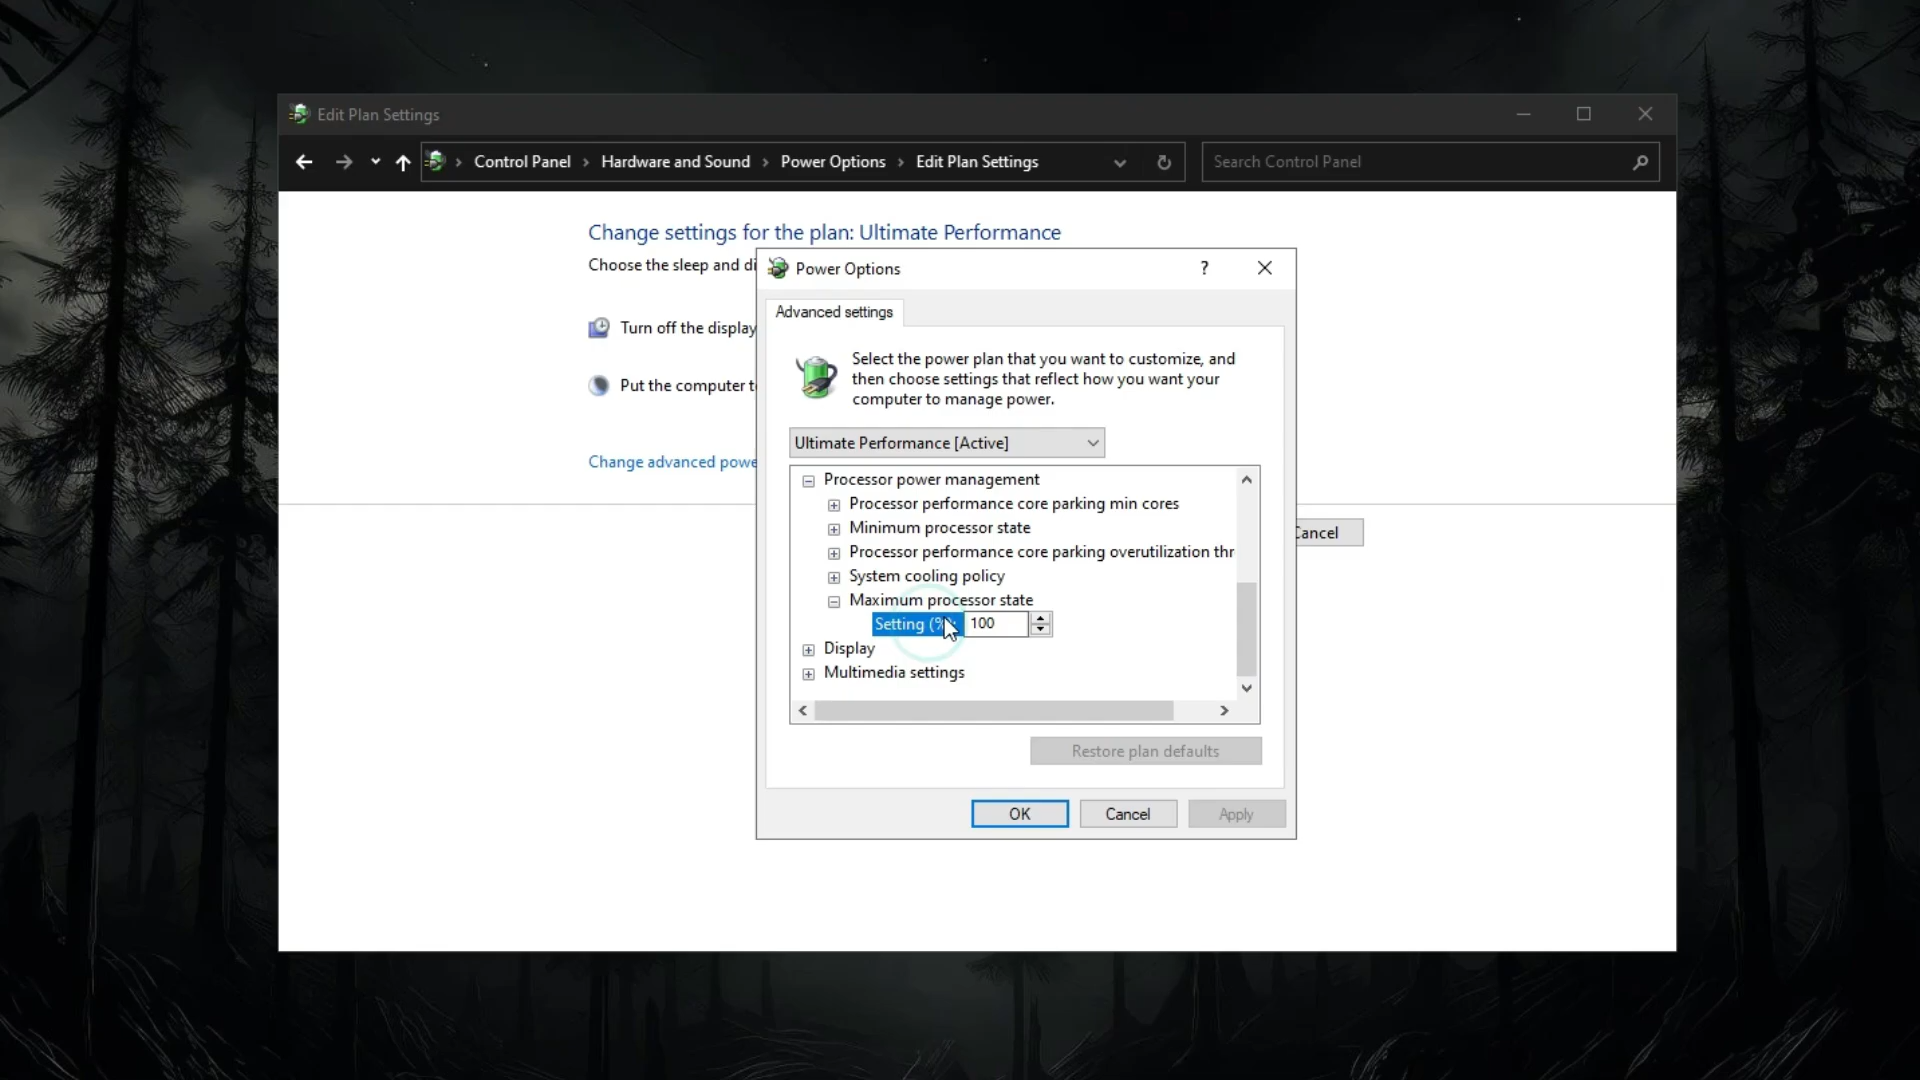 Edit Plan Settings
Control Panel > Hardware and Sound > Power Options > Edit Plan Settings
Search Control Panel
Change settings for the plan: Ultimate Performance
Choose the sleep and di
Turn off the display
Put the computer t
Change advanced powe
Cancel
Power Options
?
Advanced settings
Select the power plan that you want to customize, and
then choose settings that reflect how you want your
computer to manage power.
Ultimate Performance [Active]
Processor power management
Processor performance core parking min cores
Minimum processor state
Processor performance core parking overutilization thr
System cooling policy
Maximum processor state
Setting (%): 100
Display
Multimedia settings
Restore plan defaults
OK
Cancel
Apply